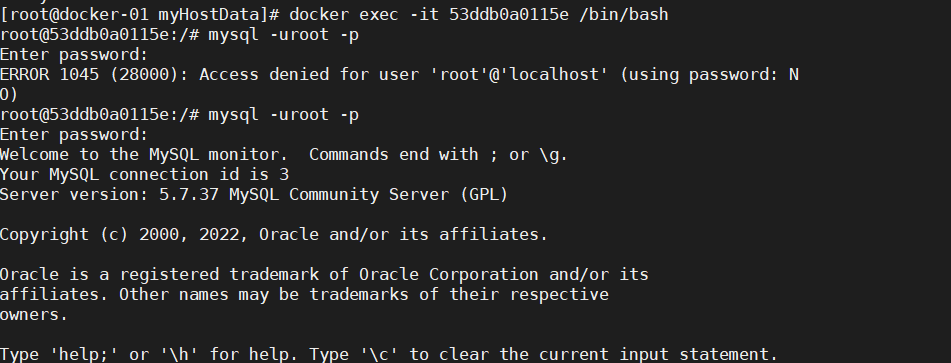 [root@docker-01 myHostData]# docker exec -it 53ddb0a0115e /bin/bash
root@53ddb0a0115e:/# mysql -uroot -p
Enter password:
ERROR 1045 (28000): Access denied for user 'root'@'localhost' (using password: N
O)
root@53ddb0a0115e:/# mysql -uroot -p
Enter password:
Welcome to the MySQL monitor.  Commands end with ; or \g.
Your MySQL connection id is 3
Server version: 5.7.37 MySQL Community Server (GPL)

Copyright (c) 2000, 2022, Oracle and/or its affiliates.

Oracle is a registered trademark of Oracle Corporation and/or its
affiliates. Other names may be trademarks of their respective
owners.

Type 'help;' or '\h' for help. Type '\c' to clear the current input statement.